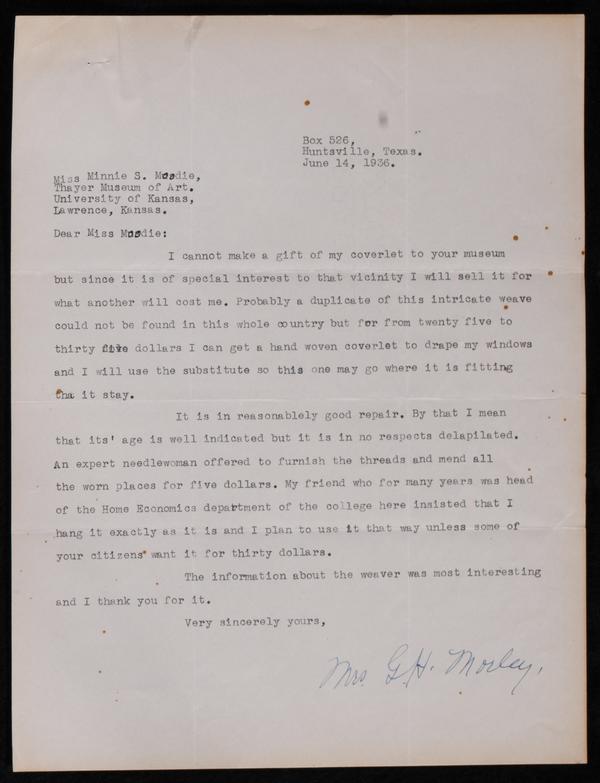 Box 526,
Huntsville, Texas.
June 14, 1936.
Miss Minnie S. Moodie,
Thayer Museum of Art.
University of Kansas,
Lawrence, Kansas.
Dear Miss Moodie:
I cannot make a gift of my coverlet to your museum
but since it is of special interest to that vicinity I will sell it for
what another will cost me. Probably a duplicate of this intricate weave
could not be found in this whole country but for from twenty five to
thirty five dollars I can get a hand woven coverlet to drape my windows
and I will use the substitute so this one may go where it is fitting
tha it stay.
It is in reasonablely good repair. By that I mean
that its' age is well indicated but it is in no respects delapilated.
An expert needlewoman offered to furnish the threads and mend all
the worn places for five dollars. My friend who for many years was head
of the Home Economics department of the college here insisted that I
hang it exactly as it is and I plan to use it that way unless some of
your citizens want it for thirty dollars.
The information about the weaver was most interesting
and I thank you for it.
Very sincerely yours,
Mrs. G.H. Morley.